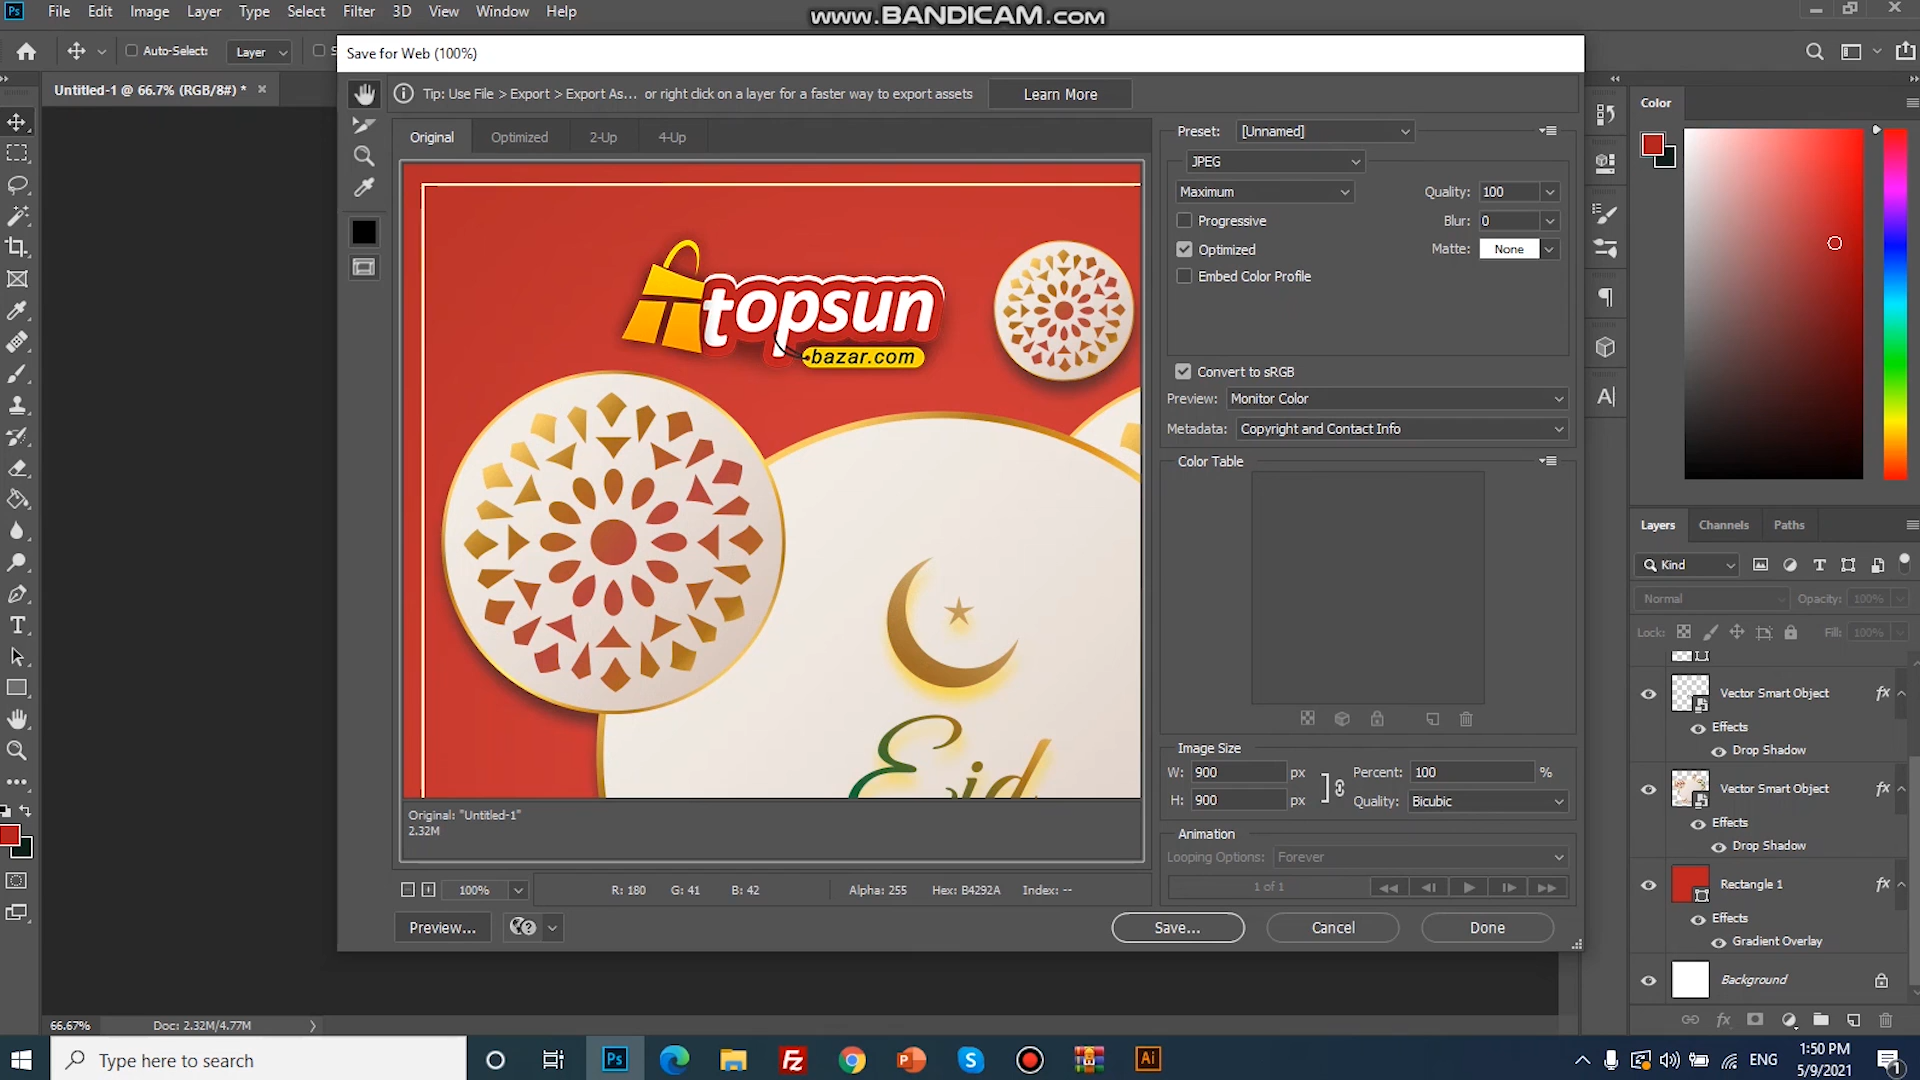 File Edit Image Layer Type Select Filter 3D View Window Help
www.BANDICAM.com
Auto-Select: Layer
Save for Web (100%)
Untitled-1 @ 66.7% (RGB/8#) *
Tip: Use File > Export > Export As... or right click on a layer for a faster way to export assets
Learn More
Original Optimized 2-Up 4-Up
topsun
bazar.com
Eid
Original: "Untitled-1"
2.32M
100%
R: 180 G: 41 B: 42 Alpha: 255 Hex: B4292A Index: --
Preview...
Save... Cancel Done
Preset: [Unnamed]
JPEG
Maximum Quality: 100
Progressive Blur: 0
Optimized Matte: None
Embed Color Profile
Convert to sRGB
Preview: Monitor Color
Metadata: Copyright and Contact Info
Color Table
Image Size
W: 900 px Percent: 100 %
H: 900 px Quality: Bicubic
Animation
Looping Options: Forever
1 of 1
Color
Layers Channels Paths
Kind
Normal Opacity: 100%
Lock: Fill: 100%
Vector Smart Object fx
Effects
Drop Shadow
Vector Smart Object fx
Effects
Drop Shadow
Rectangle 1 fx
Effects
Gradient Overlay
Background
66.67% Doc: 2.32M/4.77M
Type here to search
ENG
1:50 PM
5/9/2021